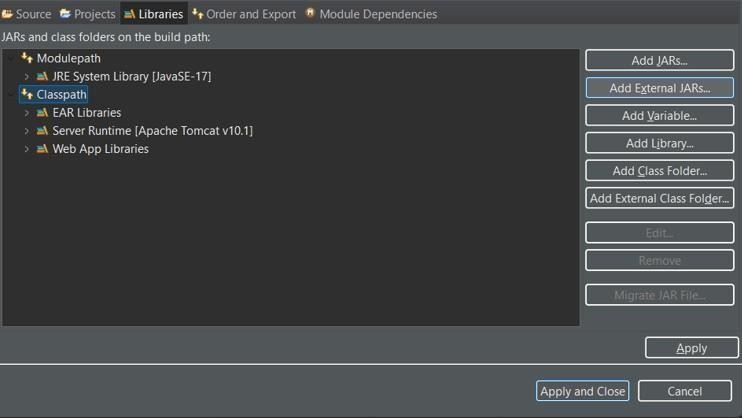 Source Projects Libraries Order and Export Module Dependencies
JARs and class folders on the build path:
Modulepath
JRE System Library [JavaSE-17]
Classpath
EAR Libraries
Server Runtime [Apache Tomcat v10.1]
Web App Libraries
Add JARs...
Add External JARs...
Add Variable...
Add Library...
Add Class Folder...
Add External Class Folder...
Edit...
Remove
Migrate JAR File...
Apply
Apply and Close Cancel